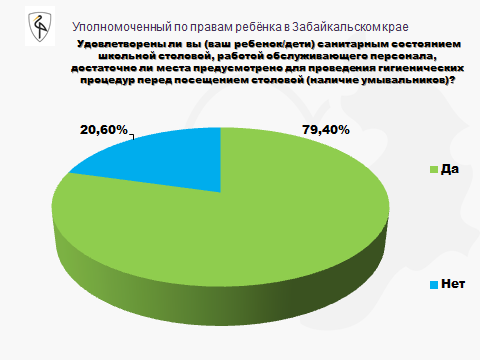 Уполномоченный по правам ребёнка в Забайкальском крае
Удовлетворены ли вы (ваш ребенок/дети) санитарным состоянием
школьной столовой, работой обслуживающего персонала,
достаточно ли места предусмотрено для проведения гигиенических
процедур перед посещением столовой (наличие умывальников)?
20,60%
79,40%
Да
Нет